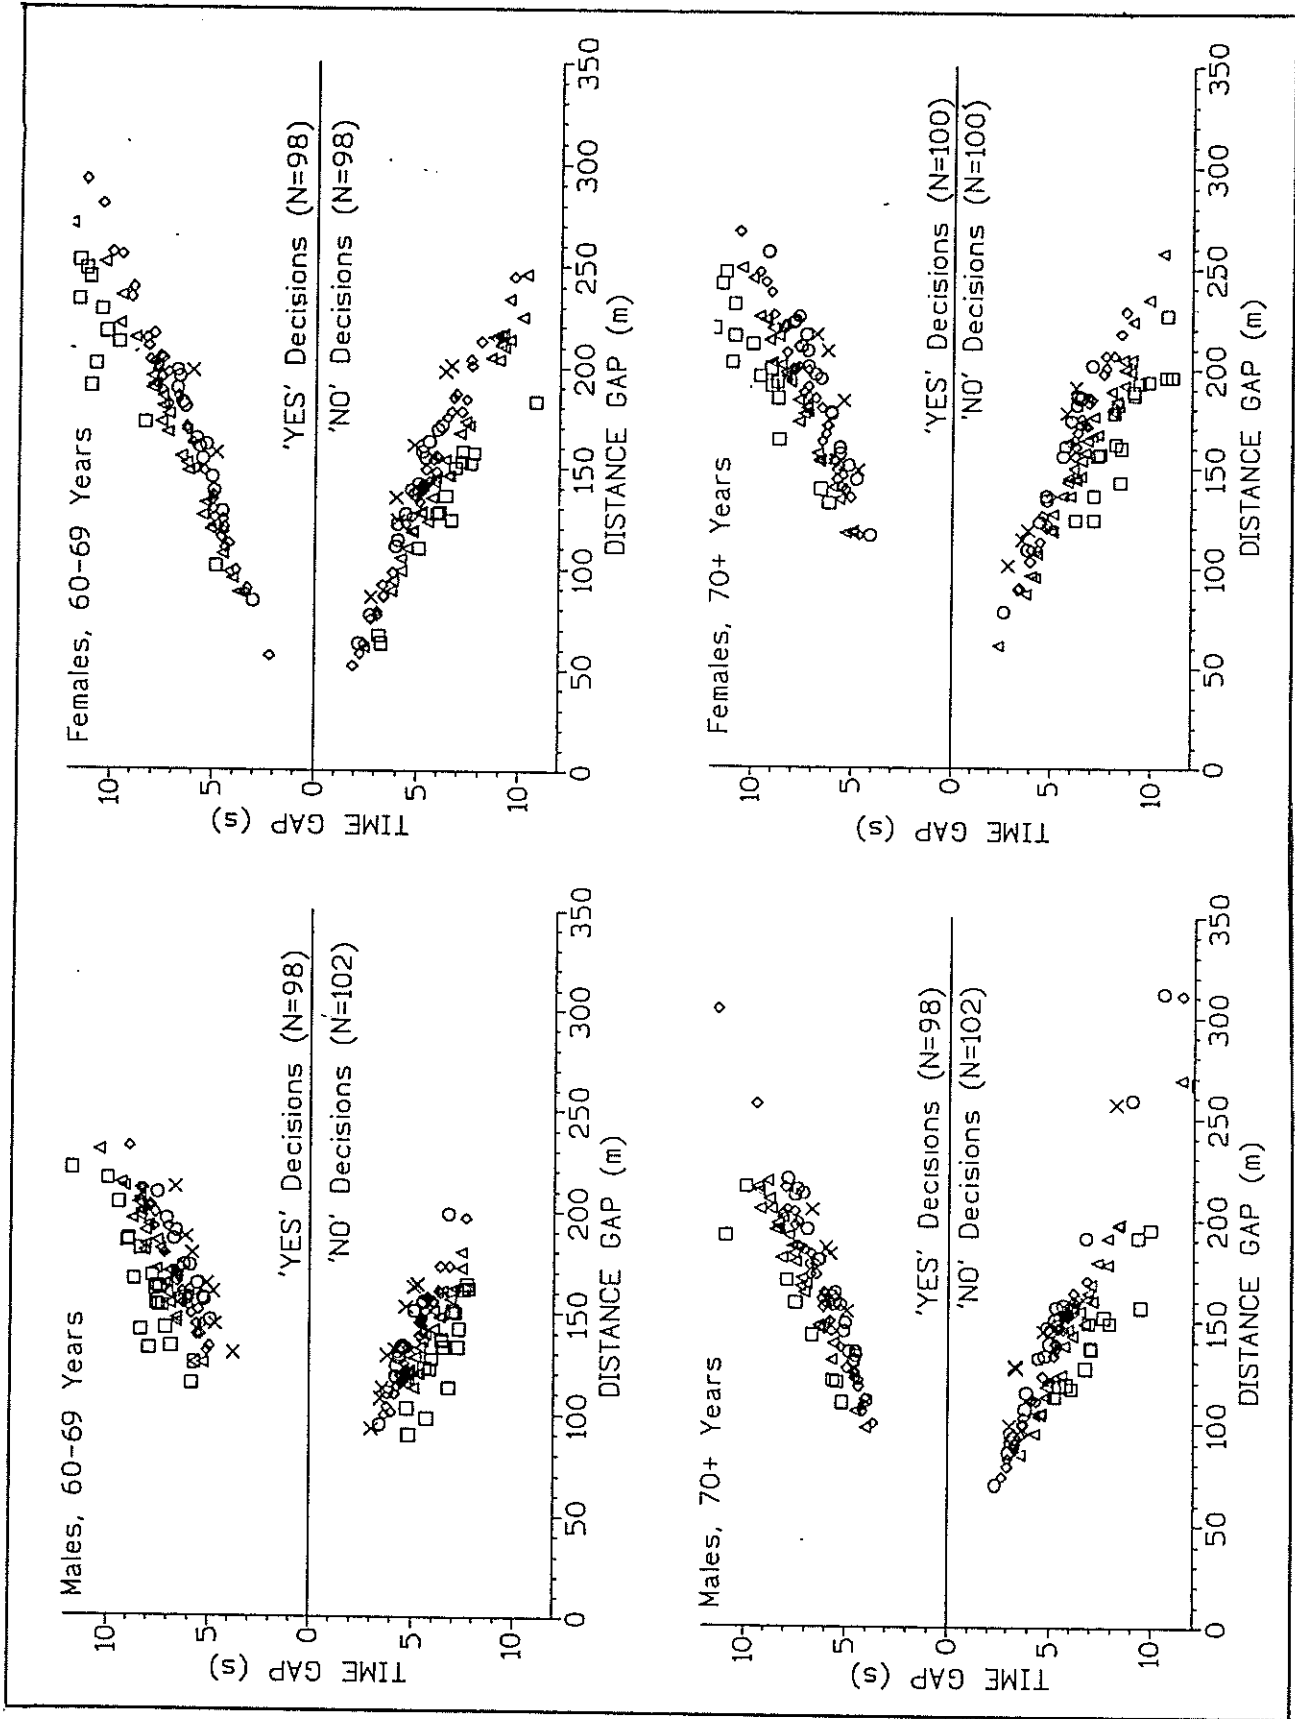 Males, 60-69 Years
10
5
0
5
10
TIME GAP (s)
'YES' Decisions (N=98)
'NO' Decisions (N=102)
0 50 100 150 200 250 300 350
DISTANCE GAP (m)
Females, 60-69 Years
10
5
0
5
10
TIME GAP (s)
'YES' Decisions (N=98)
'NO' Decisions (N=98)
0 50 100 150 200 250 300 350
DISTANCE GAP (m)
Males, 70+ Years
10
5
0
5
10
TIME GAP (s)
'YES' Decisions (N=98)
'NO' Decisions (N=102)
0 50 100 150 200 250 300 350
DISTANCE GAP (m)
Females, 70+ Years
10
5
0
5
10
TIME GAP (s)
'YES' Decisions (N=100)
'NO' Decisions (N=100)
0 50 100 150 200 250 300 350
DISTANCE GAP (m)